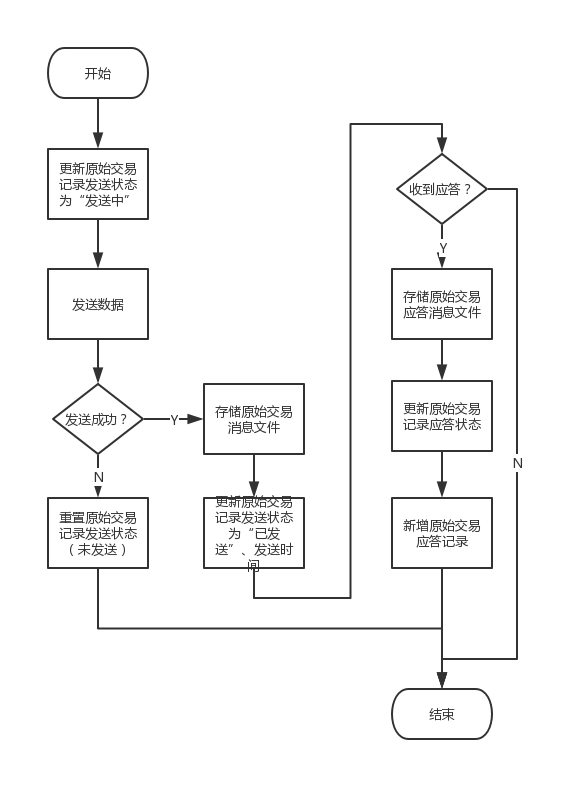 开始
更新原始交易
记录发送状态
为“发送中”
发送数据
发送成功？
Y
N
重置原始交易
记录发送状态
（未发送）
存储原始交易
消息文件
更新原始交易
记录发送状态
为“已发
送”、发送时
间
收到应答？
Y
N
存储原始交易
应答消息文件
更新原始交易
记录应答状态
新增原始交易
应答记录
结束